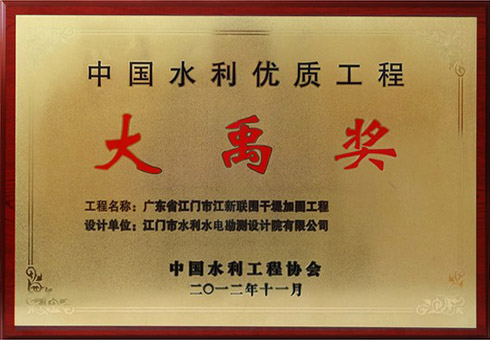 中国水利优质工程
大禹奖
工程名称：广东省江门市江新联围干堤加固工程
设计单位：江门市水利水电勘测设计院有限公司
中国水利工程协会
二〇一二年十一月